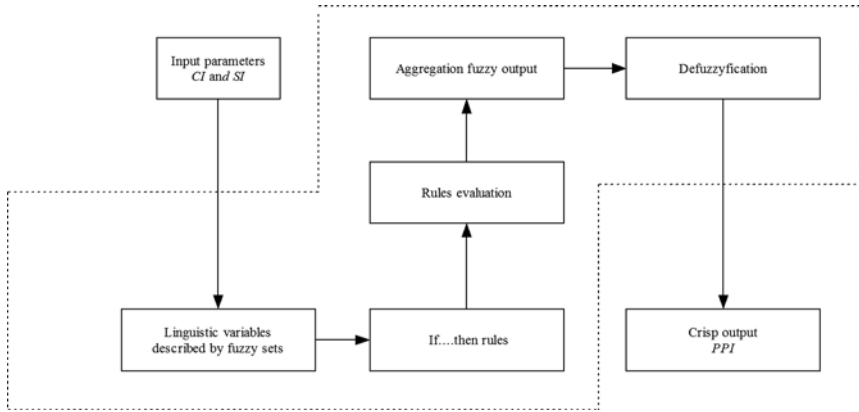 Input parameters
CI and SI
Aggregation fuzzy output
Defuzzyfication
Rules evaluation
Linguistic variables
described by fuzzy sets
If....then rules
Crisp output
PPI